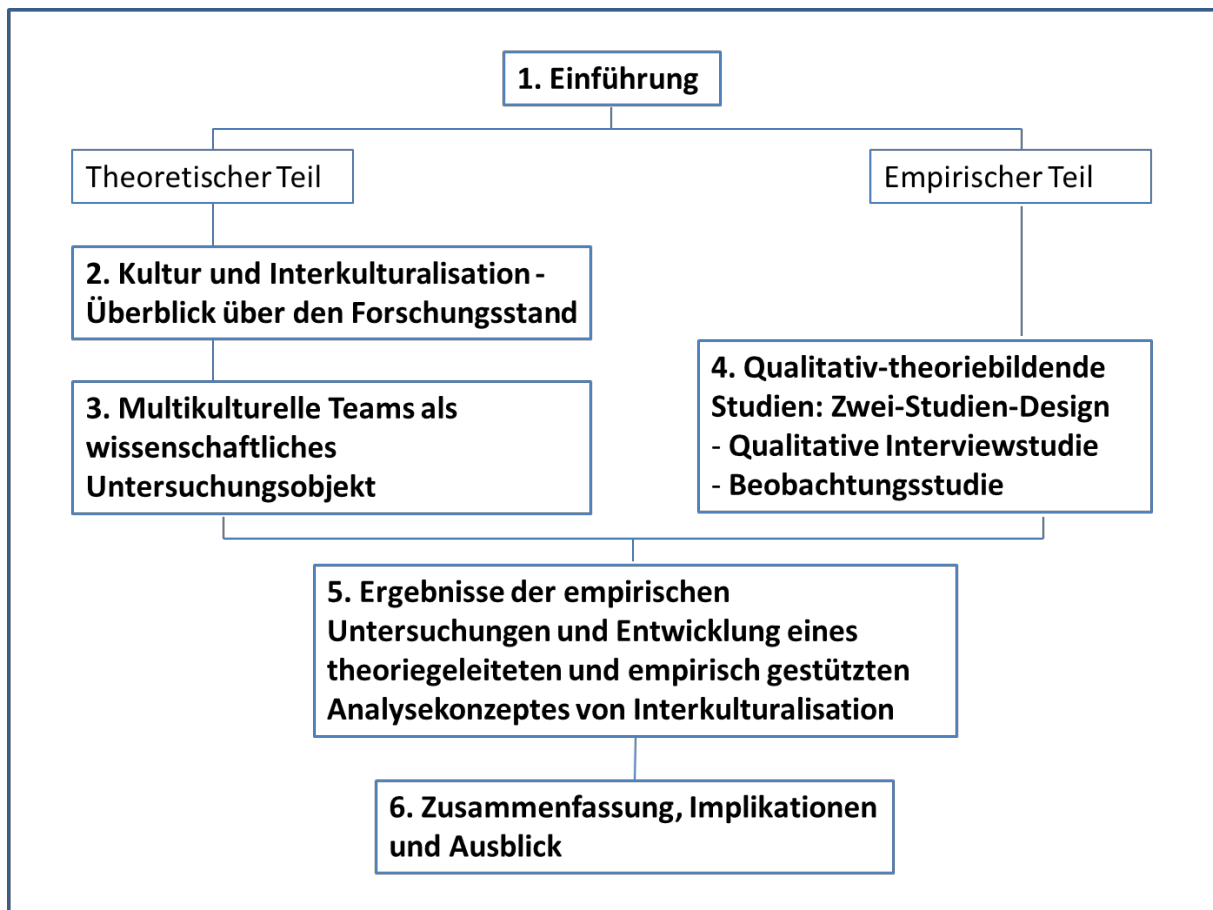 1. Einführung
Theoretischer Teil
Empirischer Teil
2. Kultur und Interkulturalisation -
Überblick über den Forschungsstand
3. Multikulturelle Teams als
wissenschaftliches
Untersuchungsobjekt
4. Qualitativ-theoriebildende
Studien: Zwei-Studien-Design
- Qualitative Interviewstudie
- Beobachtungsstudie
5. Ergebnisse der empirischen
Untersuchungen und Entwicklung eines
theoriegeleiteten und empirisch gestützten
Analysekonzeptes von Interkulturalisation
6. Zusammenfassung, Implikationen
und Ausblick